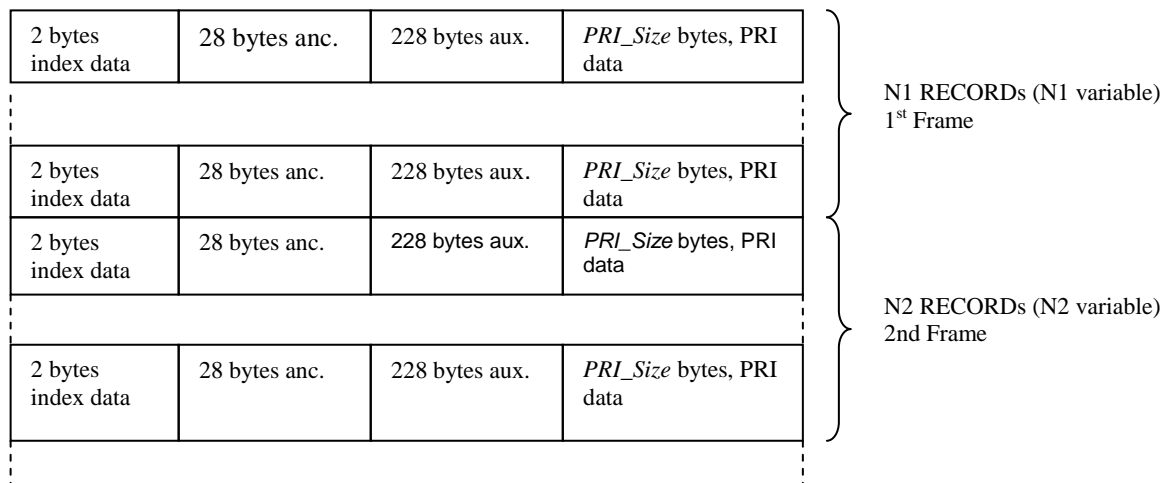 2 bytes
index data
28 bytes anc.
228 bytes aux.
PRI_Size bytes, PRI
data
N1 RECORDs (N1 variable)
1st Frame
2 bytes
index data
28 bytes anc.
228 bytes aux.
PRI_Size bytes, PRI
data
2 bytes
index data
28 bytes anc.
228 bytes aux.
PRI_Size bytes, PRI
data
N2 RECORDs (N2 variable)
2nd Frame
2 bytes
index data
28 bytes anc.
228 bytes aux.
PRI_Size bytes, PRI
data